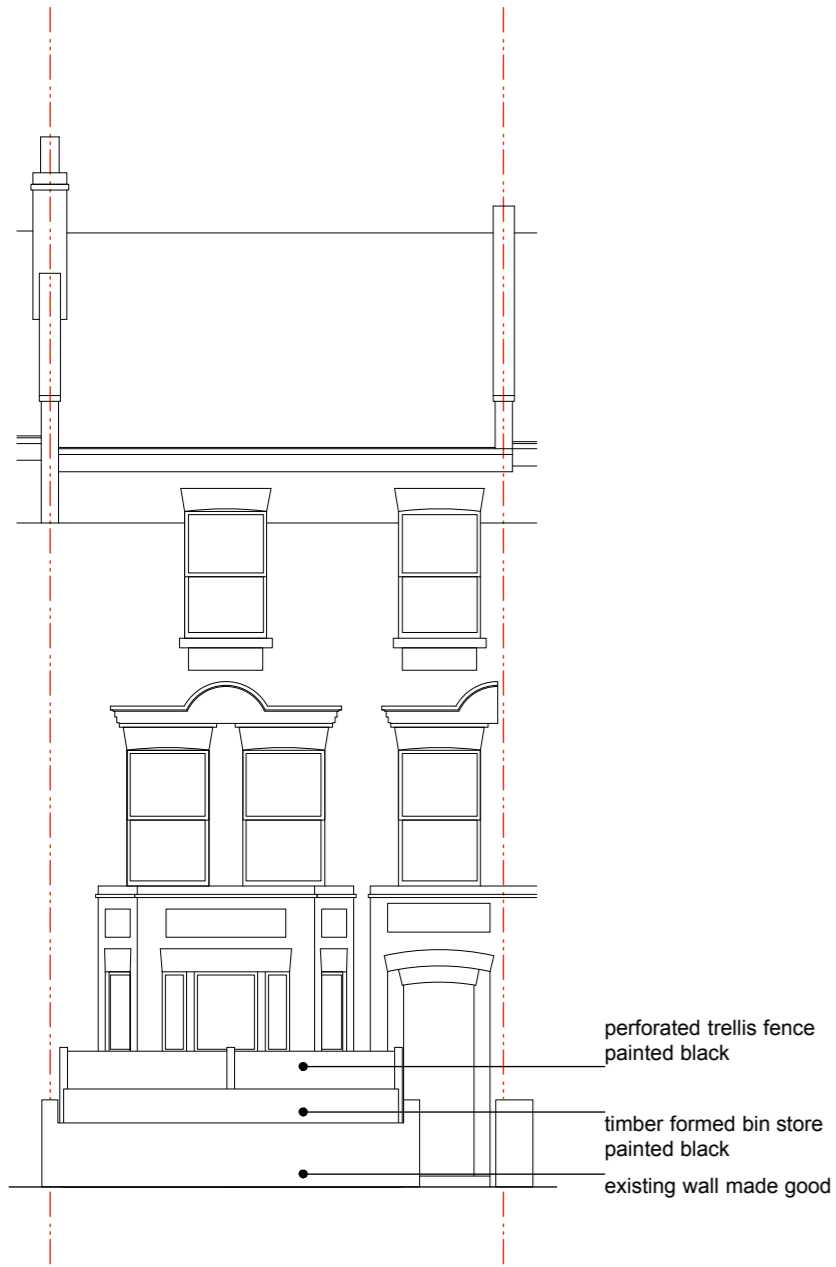 perforated trellis fence
painted black
timber formed bin store
painted black
existing wall made good